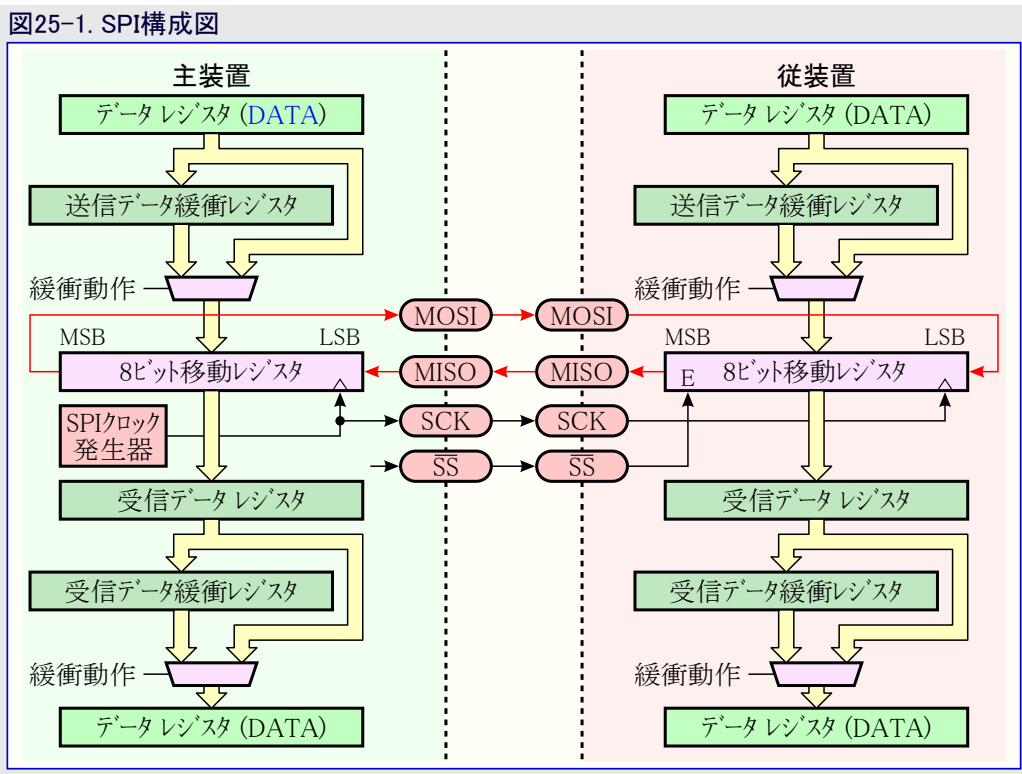 図25-1. SPI構成図
主装置
データ レジスタ (DATA)
送信データ緩衝レジスタ
緩衝動作
MSB
LSB
8ビット移動レジスタ
SPIクロック
発生器
受信データ レジスタ
受信データ緩衝レジスタ
緩衝動作
データ レジスタ (DATA)
MOSI
MOSI
MISO
MISO
SCK
SCK
S̅S̅
S̅S̅
従装置
データ レジスタ (DATA)
送信データ緩衝レジスタ
緩衝動作
MSB
LSB
E 8ビット移動レジスタ
受信データ レジスタ
受信データ緩衝レジスタ
緩衝動作
データ レジスタ (DATA)